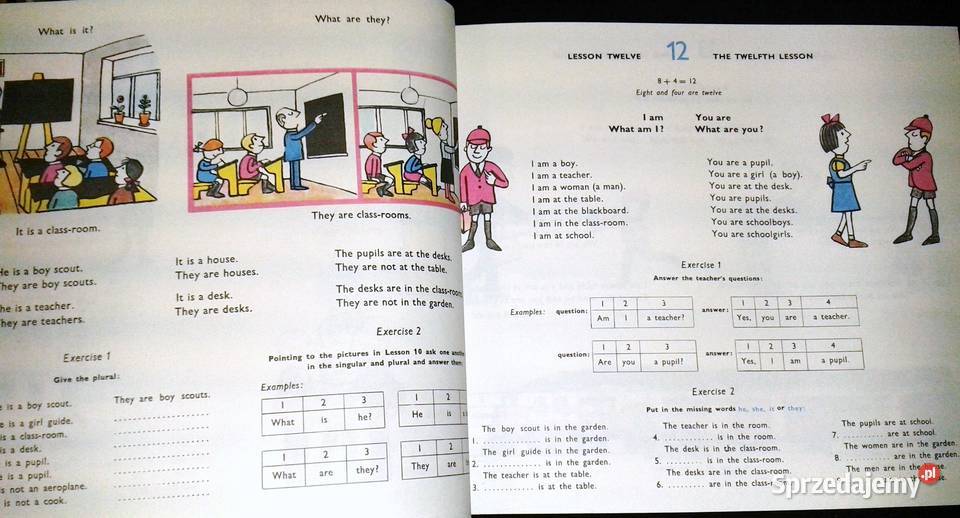 What is it?
What are they?
It is a class-room.
They are class-rooms.
He is a boy scout.
They are boy scouts.
She is a teacher.
They are teachers.
It is a house.
They are houses.
It is a desk.
They are desks.
The pupils are at the desks.
They are not at the table.
The desks are in the class-room
They are not in the garden.
Exercise 1
Give the plural:
is a boy scout.
They are boy scouts.
is a girl guide.
is a class-room.
is a desk.
is a pupil.
is a pupil.
is not an aeroplane.
is not a cook.
Exercise 2
Pointing to the pictures in Lesson 10 ask one
in the singular and plural and answer
Examples:
1 2 3
What is he?
1 2
He is
1 2 3
What are they?
1 2
They are
LESSON TWELVE 12 THE TWELFTH LESSON
8 + 4 = 12
Eight and four are twelve
I am
What am I?
You are
What are you?
I am a boy.
I am a teacher.
I am a woman (a man).
I am at the table.
I am at the blackboard.
I am in the class-room.
I am at school.
You are a pupil.
You are a girl (a boy).
You are at the desk.
You are pupils.
You are at the desks.
You are schoolboys.
You are schoolgirls.
Exercise 1
Answer the teacher's questions:
Examples: question:
1 2 3
Am I a teacher?
answer:
1 2 3 4
Yes, you are a teacher.
question:
1 2 3
Are you a pupil?
answer:
1 2 3 4
Yes, I am a pupil.
Exercise 2
Put in the missing words he, she, it or they:
The boy scout is in the garden.
1. .......... is in the garden.
The girl guide is in the garden.
2. .......... is in the garden.
The teacher is at the table.
3. .......... is at the table.
The teacher is in the room.
4. .......... is in the room.
The desk is in the class-room.
5. .......... is in the class-room.
The desks are in the class-room.
6. .......... are in the class-r
The pupils are at school.
7. .......... are at school.
The women are in the garden.
8. .......... are in the garden.
The men are in the
Sprzedajemy.pl